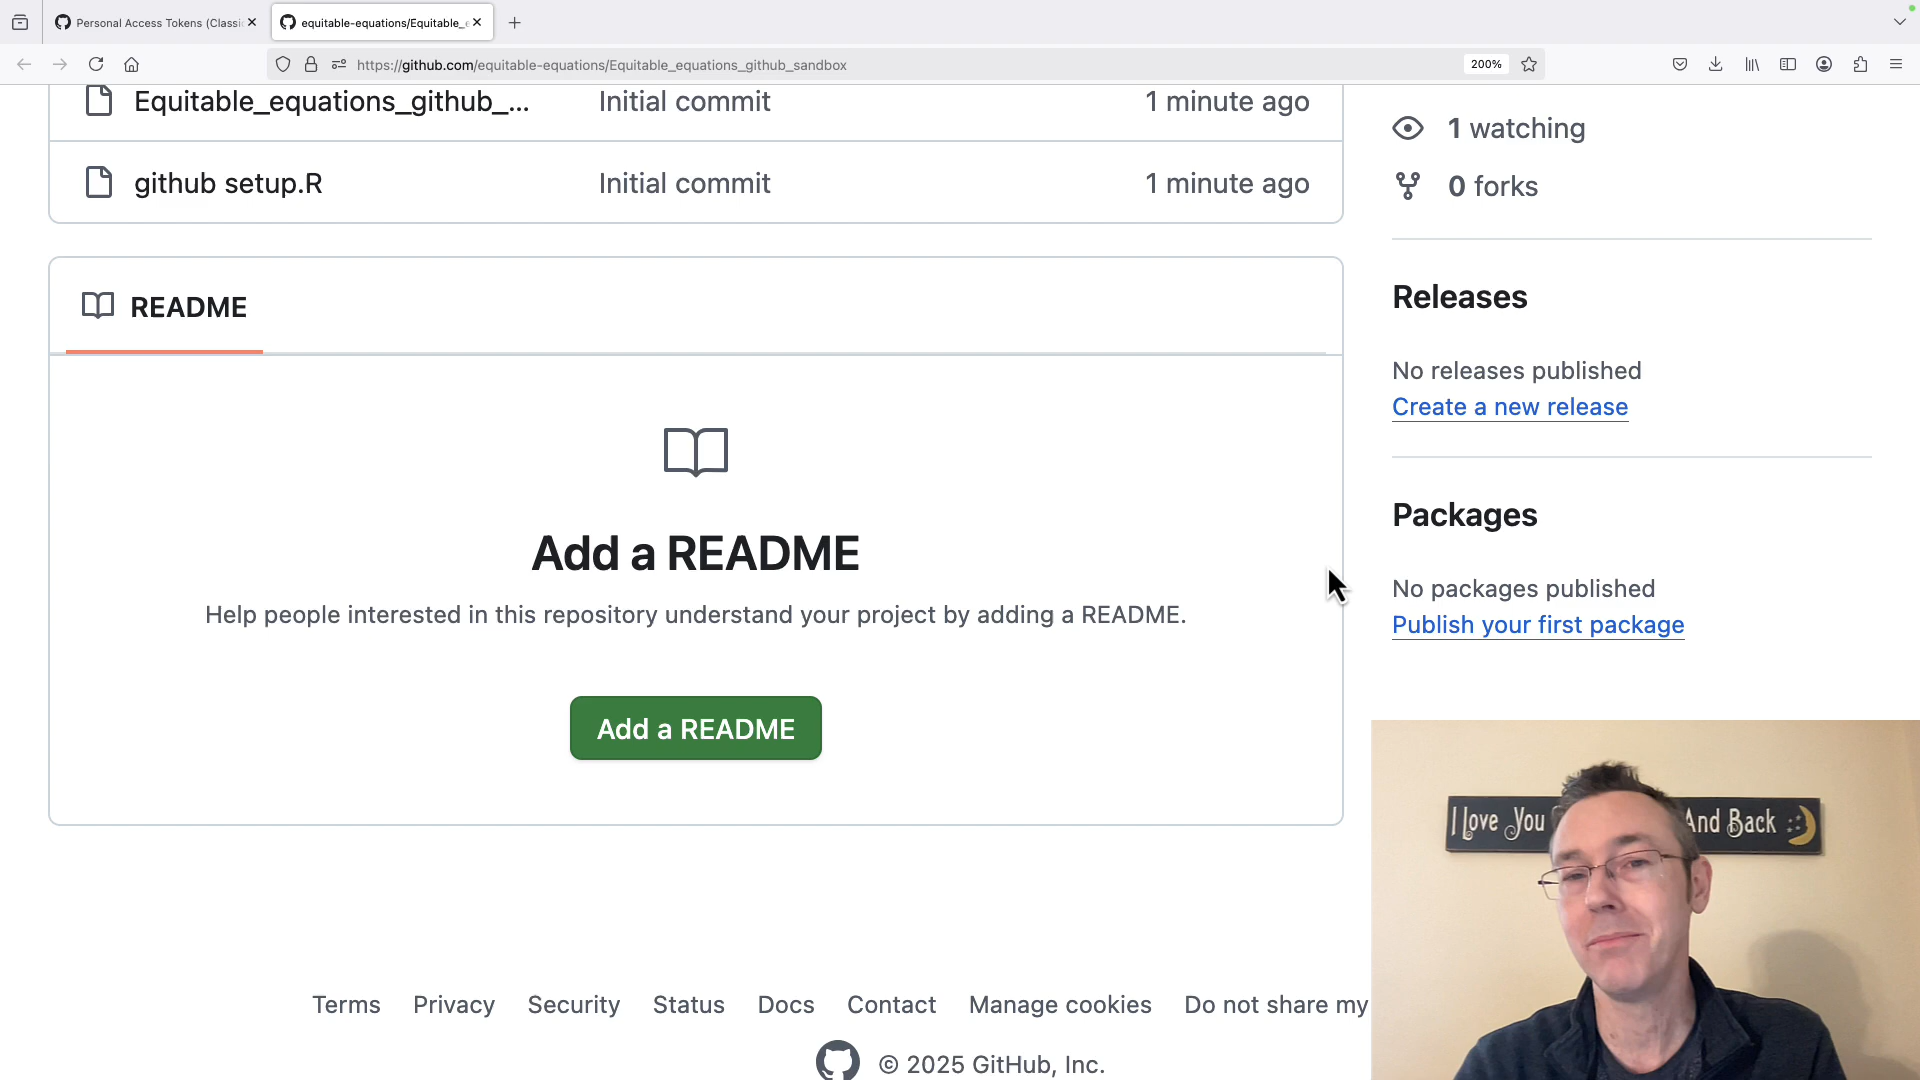 Personal Access Tokens (Classi
equitable-equations/Equitable_e
https://github.com/equitable-equations/Equitable_equations_github_sandbox
200%
Equitable_equations_github_... Initial commit 1 minute ago
github setup.R Initial commit 1 minute ago
README
Add a README
Help people interested in this repository understand your project by adding a README.
Add a README
1 watching
0 forks
Releases
No releases published
Create a new release
Packages
No packages published
Publish your first package
I Love You And Back
Terms Privacy Security Status Docs Contact Manage cookies Do not share my
© 2025 GitHub, Inc.